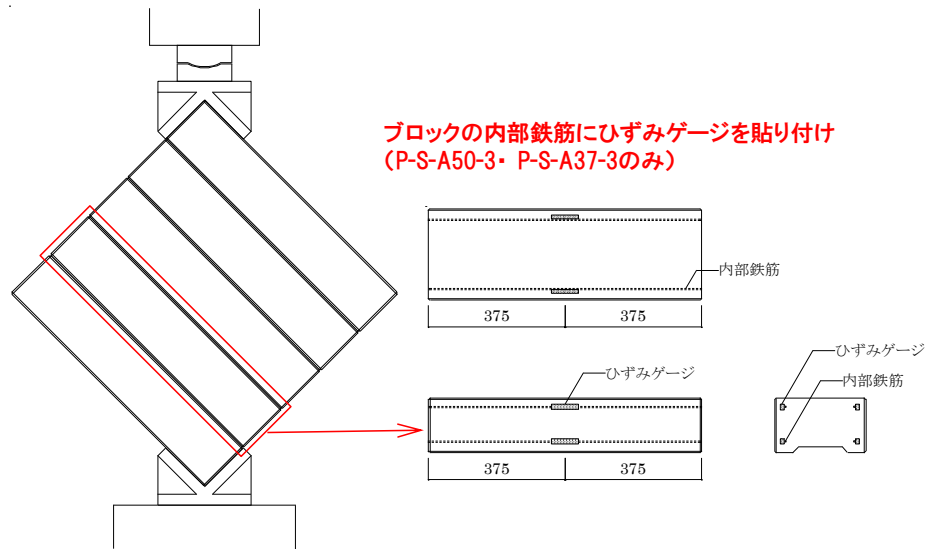 ブロックの内部鉄筋にひずみゲージを貼り付け
（P-S-A50-3・ P-S-A37-3のみ）
内部鉄筋
375
375
ひずみゲージ
375
375
ひずみゲージ
内部鉄筋